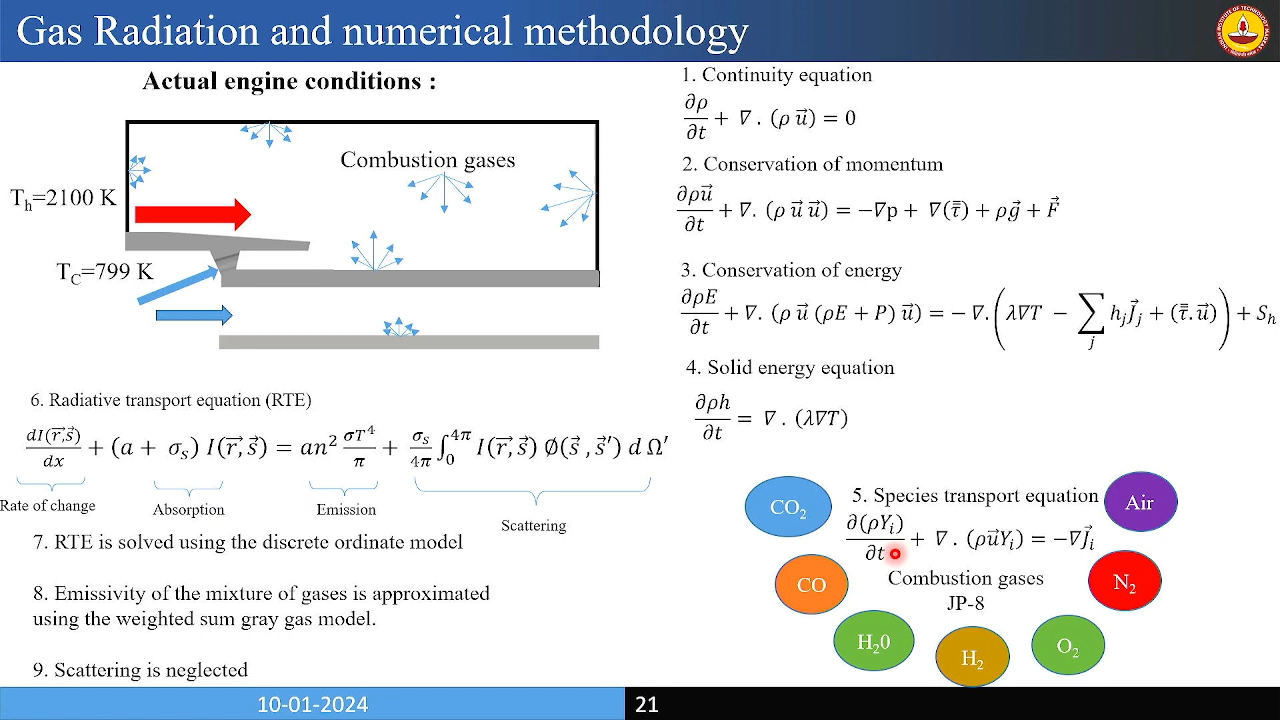 Gas Radiation and numerical methodology
Actual engine conditions :
Combustion gases
T_h=2100 K
T_C=799 K
6. Radiative transport equation (RTE)
dI(r⃗,s⃗)/dx + (a + σ_s) I(r⃗,s⃗) = an² σT⁴/π + σ_s/4π ∫₀^4π I(r⃗,s⃗) Ø(s⃗ ,s⃗′) d Ω′
Rate of change
Absorption
Emission
Scattering
7. RTE is solved using the discrete ordinate model
8. Emissivity of the mixture of gases is approximated
using the weighted sum gray gas model.
9. Scattering is neglected
1. Continuity equation
∂ρ/∂t + ∇ . (ρ u⃗) = 0
2. Conservation of momentum
∂ρu⃗/∂t + ∇. (ρ u⃗ u⃗) = −∇p + ∇(τ̿) + ρg⃗ + F⃗
3. Conservation of energy
∂ρE/∂t + ∇. (ρ u⃗ (ρE + P) u⃗) = − ∇.(λ∇T − ∑_j h_j J⃗_j + (τ̿.u⃗)) + S_h
4. Solid energy equation
∂ρh/∂t = ∇ . (λ∇T)
5. Species transport equation
∂(ρY_i)/∂t + ∇ . (ρu⃗Y_i) = −∇J⃗_i
Combustion gases
JP-8
CO₂
CO
H₂0
H₂
O₂
N₂
Air
10-01-2024
21